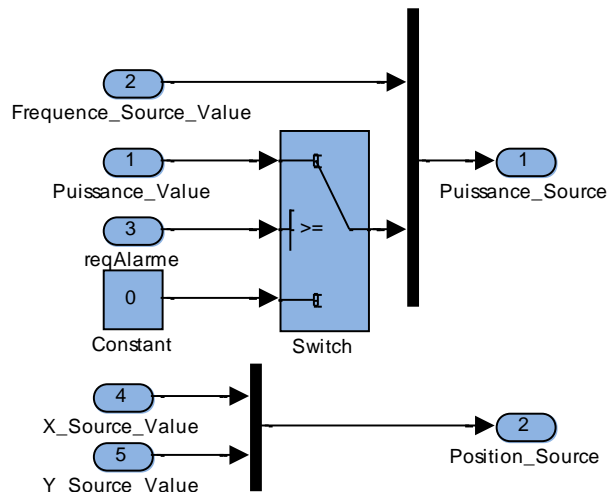 2
Frequence_Source_Value
1
Puissance_Value
1
Puissance_Source
3
reqAlarme
>=
0
Constant
Switch
4
X_Source_Value
2
Position_Source
5
Y_Source_Value